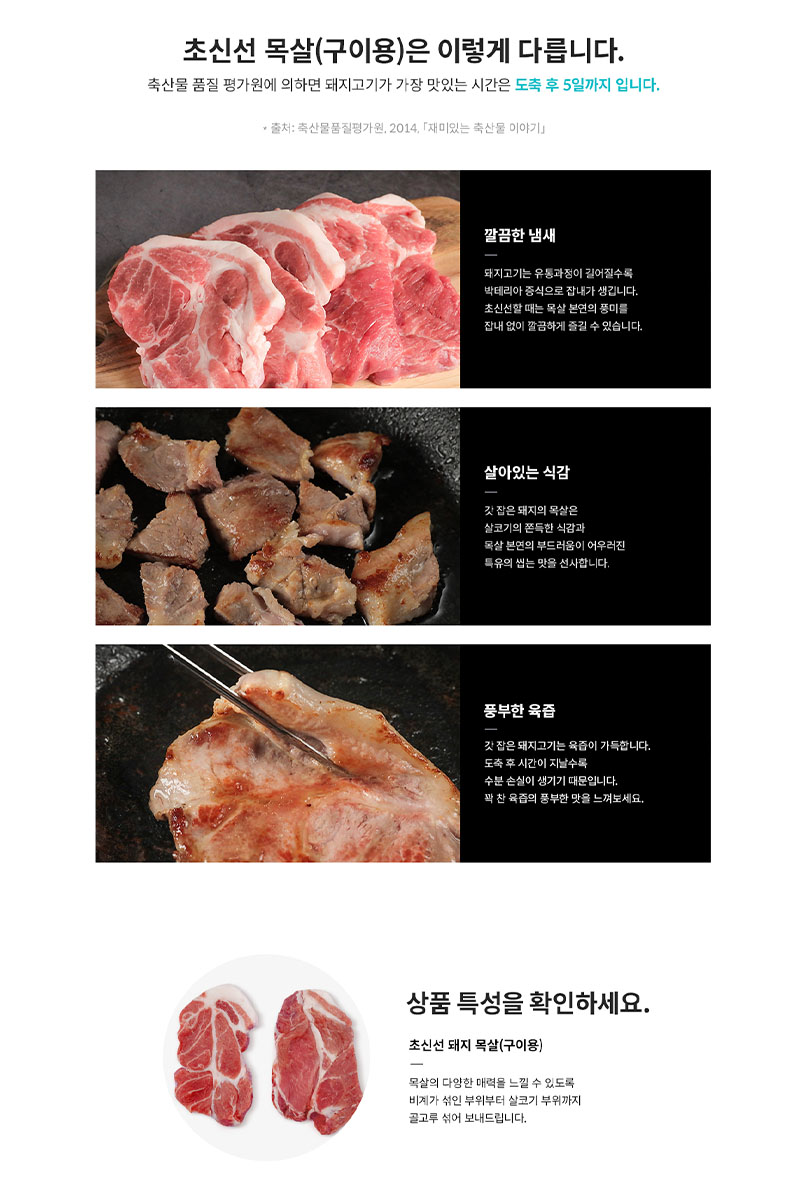 초신선 목살(구이용)은 이렇게 다릅니다.
축산물 품질 평가원에 의하면 돼지고기가 가장 맛있는 시간은 도축 후 5일까지 입니다.
* 출처: 축산물품질평가원, 2014, 「재미있는 축산물 이야기」
깔끔한 냄새
돼지고기는 유통과정이 길어질수록
박테리아 증식으로 잡내가 생깁니다.
초신선할 때는 목살 본연의 풍미를
잡내 없이 깔끔하게 즐길 수 있습니다.
살아있는 식감
갓 잡은 돼지의 목살은
살코기의 쫀득한 식감과
목살 본연의 부드러움이 어우러진
특유의 씹는 맛을 선사합니다.
풍부한 육즙
갓 잡은 돼지고기는 육즙이 가득합니다.
도축 후 시간이 지날수록
수분 손실이 생기기 때문입니다.
꽉 찬 육즙의 풍부한 맛을 느껴보세요.
상품 특성을 확인하세요.
초신선 돼지 목살(구이용)
목살의 다양한 매력을 느낄 수 있도록
비계가 섞인 부위부터 살코기 부위까지
골고루 섞어 보내드립니다.